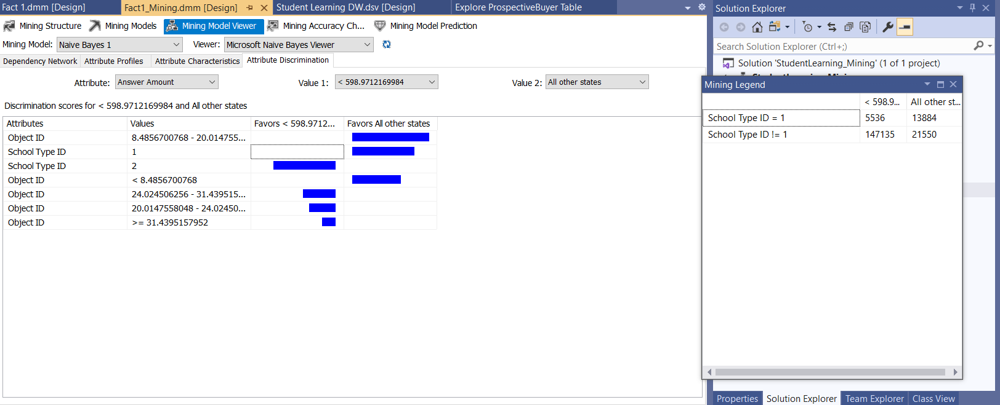 Fact 1.dmm [Design]
Fact1_Mining.dmm [Design]
Student Learning DW.dsv [Design]
Explore ProspectiveBuyer Table
Mining Structure
Mining Models
Mining Model Viewer
Mining Accuracy Ch...
Mining Model Prediction
Mining Model: Naive Bayes 1
Viewer: Microsoft Naive Bayes Viewer
Dependency Network
Attribute Profiles
Attribute Characteristics
Attribute Discrimination
Attribute: Answer Amount
Value 1: < 598.9712169984
Value 2: All other states
Discrimination scores for < 598.9712169984 and All other states
Attributes Values Favors < 598.9712... Favors All other states
Object ID 8.4856700768 - 20.014755...
School Type ID 1
School Type ID 2
Object ID < 8.4856700768
Object ID 24.024506256 - 31.439515...
Object ID 20.0147558048 - 24.02450...
Object ID >= 31.4395157952
Solution Explorer
Search Solution Explorer (Ctrl+;)
Solution 'StudentLearning_Mining' (1 of 1 project)
Mining Legend
< 598.9... All other st...
School Type ID = 1 5536 13884
School Type ID != 1 147135 21550
Properties
Solution Explorer
Team Explorer
Class View